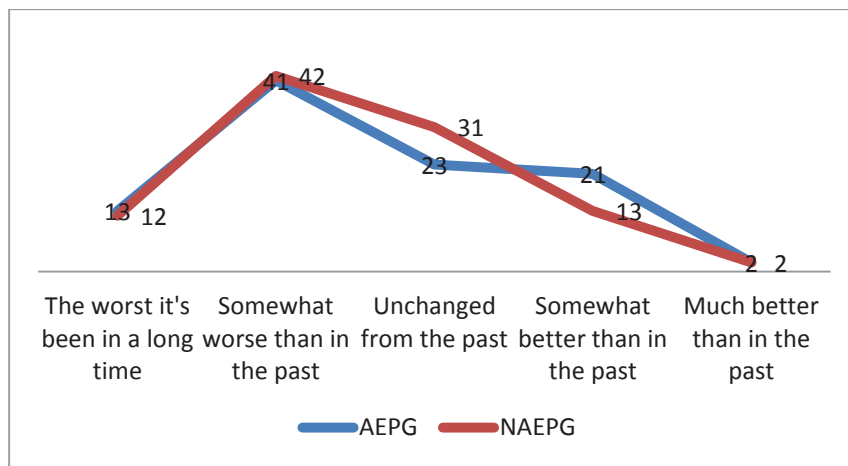 41 42
31
23
21
13 12
13
2 2
The worst it's been in a long time
Somewhat worse than in the past
Unchanged from the past
Somewhat better than in the past
Much better than in the past
AEPG NAEPG